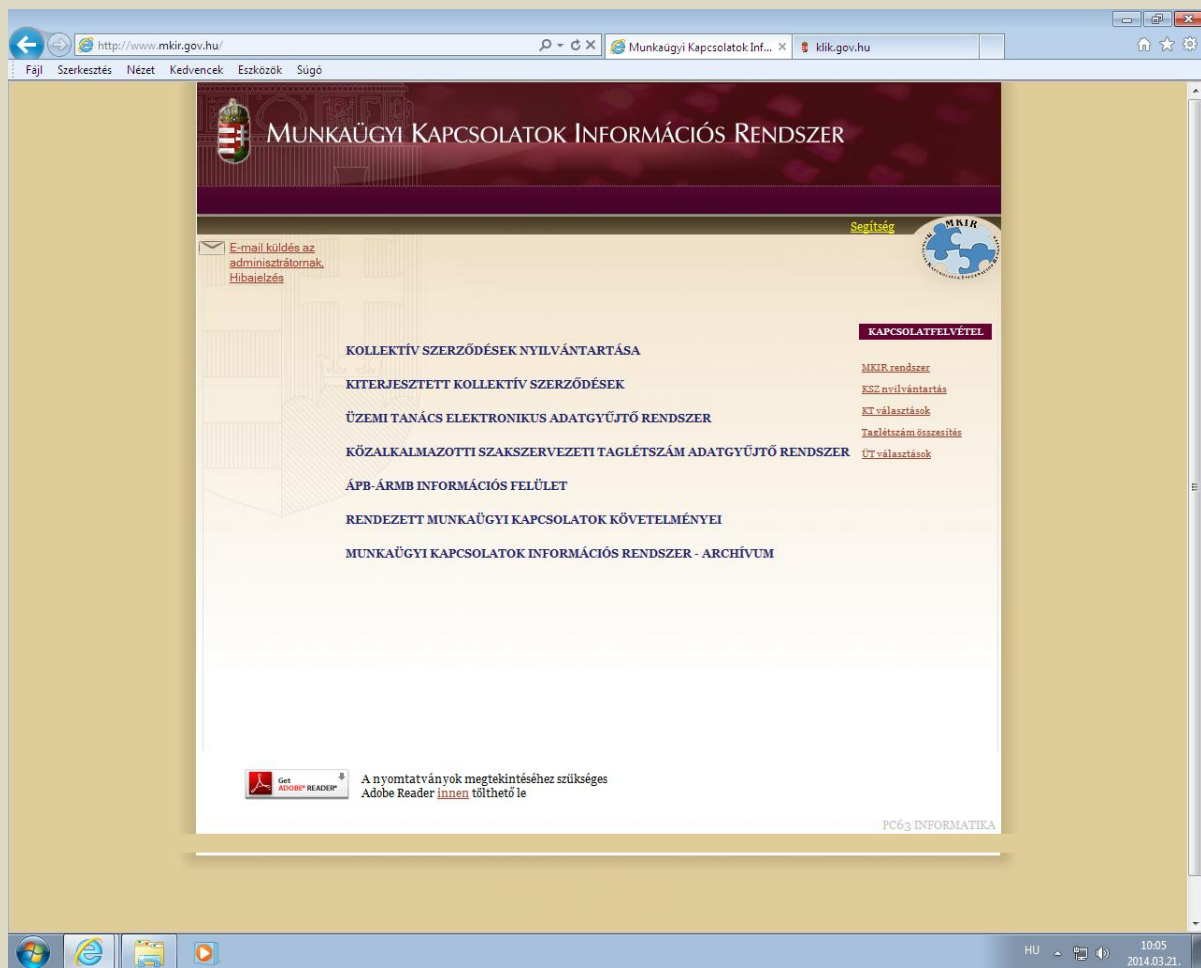 http://www.mkir.gov.hu/
Munkaügyi Kapcsolatok Inf...
klik.gov.hu
Fájl Szerkesztés Nézet Kedvencek Eszközök Súgó
MUNKAÜGYI KAPCSOLATOK INFORMÁCIÓS RENDSZER
Segítség
MKIR
E-mail küldés az
adminisztrátornak,
Hibajelzés
KAPCSOLATFELVÉTEL
MKIR rendszer
KSZ nyilvántartás
KT választások
Taglétszám összesítés
ÜT választások
KOLLEKTÍV SZERZŐDÉSEK NYILVÁNTARTÁSA
KITERJESZTETT KOLLEKTÍV SZERZŐDÉSEK
ÜZEMI TANÁCS ELEKTRONIKUS ADATGYŰJTŐ RENDSZER
KÖZALKALMAZOTTI SZAKSZERVEZETI TAGLÉTSZÁM ADATGYŰJTŐ RENDSZER
ÁPB-ÁRMB INFORMÁCIÓS FELÜLET
RENDEZETT MUNKAÜGYI KAPCSOLATOK KÖVETELMÉNYEI
MUNKAÜGYI KAPCSOLATOK INFORMÁCIÓS RENDSZER - ARCHÍVUM
Get
ADOBE® READER®
A nyomtatványok megtekintéséhez szükséges
Adobe Reader innen tölthető le
PC63 INFORMATIKA
HU
10:05
2014.03.21.